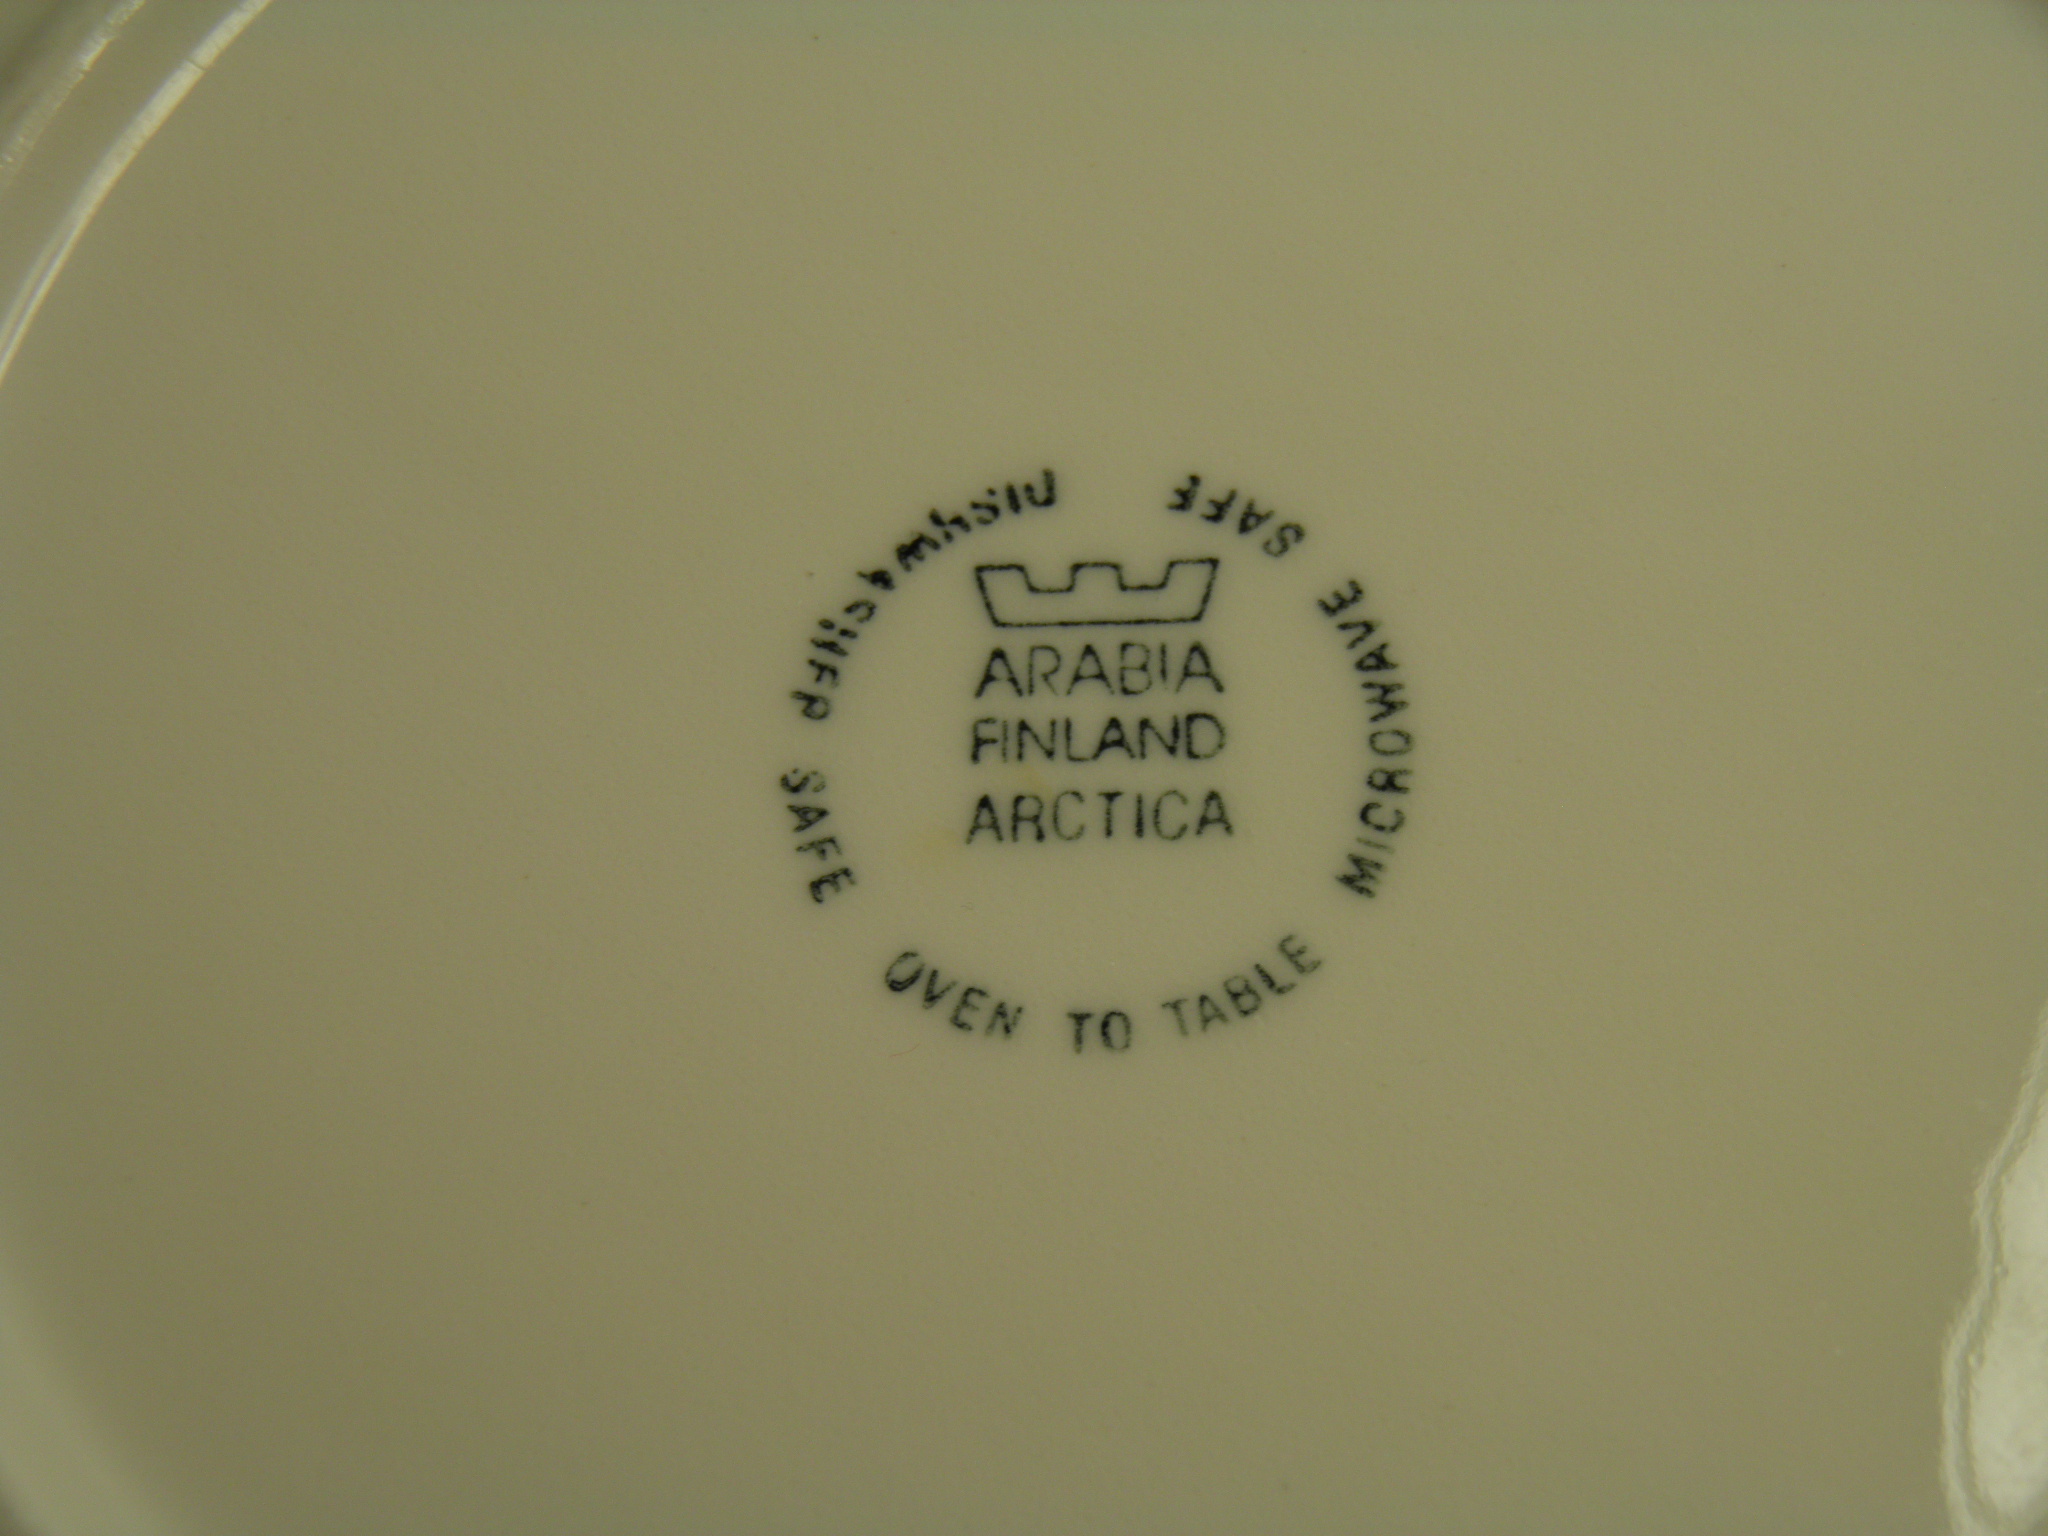 ARABIA
FINLAND
ARCTICA
DISHWASHER SAFE
OVEN TO TABLE
MICROWAVE SAFE